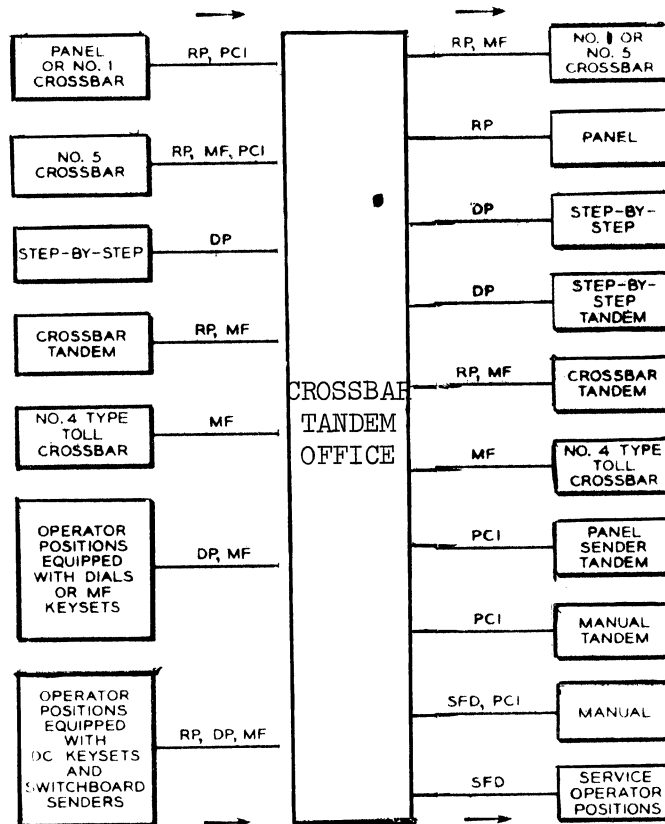 PANEL
OR NO. 1
CROSSBAR
RP, PCI
NO. 5
CROSSBAR
RP, MF, PCI
STEP-BY-STEP
DP
CROSSBAR
TANDEM
RP, MF
NO. 4 TYPE
TOLL
CROSSBAR
MF
OPERATOR
POSITIONS
EQUIPPED
WITH DIALS
OR MF
KEYSETS
DP, MF
OPERATOR
POSITIONS
EQUIPPED
WITH
DC KEYSETS
AND
SWITCHBOARD
SENDERS
RP, DP, MF
CROSSBAR
TANDEM
OFFICE
RP, MF
NO. 1 OR
NO. 5
CROSSBAR
RP
PANEL
DP
STEP-BY-
STEP
DP
STEP-BY-
STEP
TANDEM
RP, MF
CROSSBAR
TANDEM
MF
NO. 4 TYPE
TOLL
CROSSBAR
PCI
PANEL
SENDER
TANDEM
PCI
MANUAL
TANDEM
SFD, PCI
MANUAL
SFD
SERVICE
OPERATOR
POSITIONS